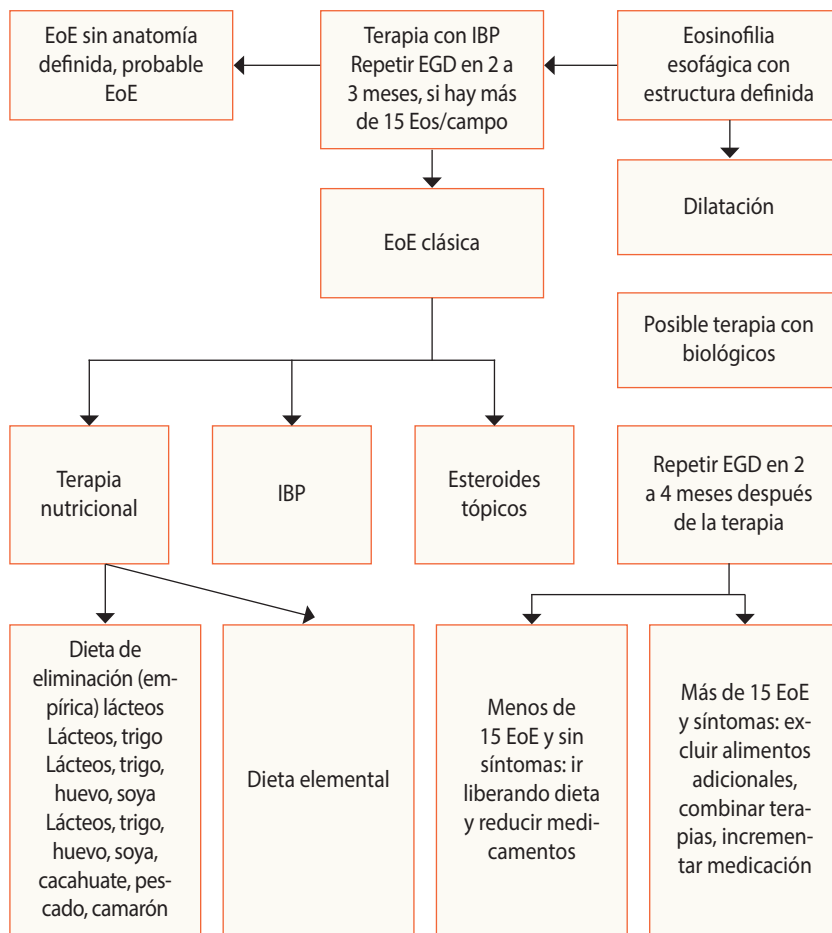 EoE sin anatomía
definida, probable
EoE
Terapia con IBP
Repetir EGD en 2 a
3 meses, si hay más
de 15 Eos/campo
Eosinofilia
esofágica con
estructura definida
Dilatación
EoE clásica
Posible terapia con
biológicos
Terapia
nutricional
IBP
Esteroides
tópicos
Repetir EGD en 2
a 4 meses después
de la terapia
Dieta de
eliminación (em-
pírica) lácteos
Lácteos, trigo
Lácteos, trigo,
huevo, soya
Lácteos, trigo,
huevo, soya,
cacahuate, pes-
cado, camarón
Dieta elemental
Menos de
15 EoE y sin
síntomas: ir
liberando dieta
y reducir medi-
camentos
Más de 15 EoE
y síntomas: ex-
cluir alimentos
adicionales,
combinar tera-
pias, incremen-
tar medicación